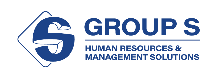 GROUP S
HUMAN RESOURCES &
MANAGEMENT SOLUTIONS